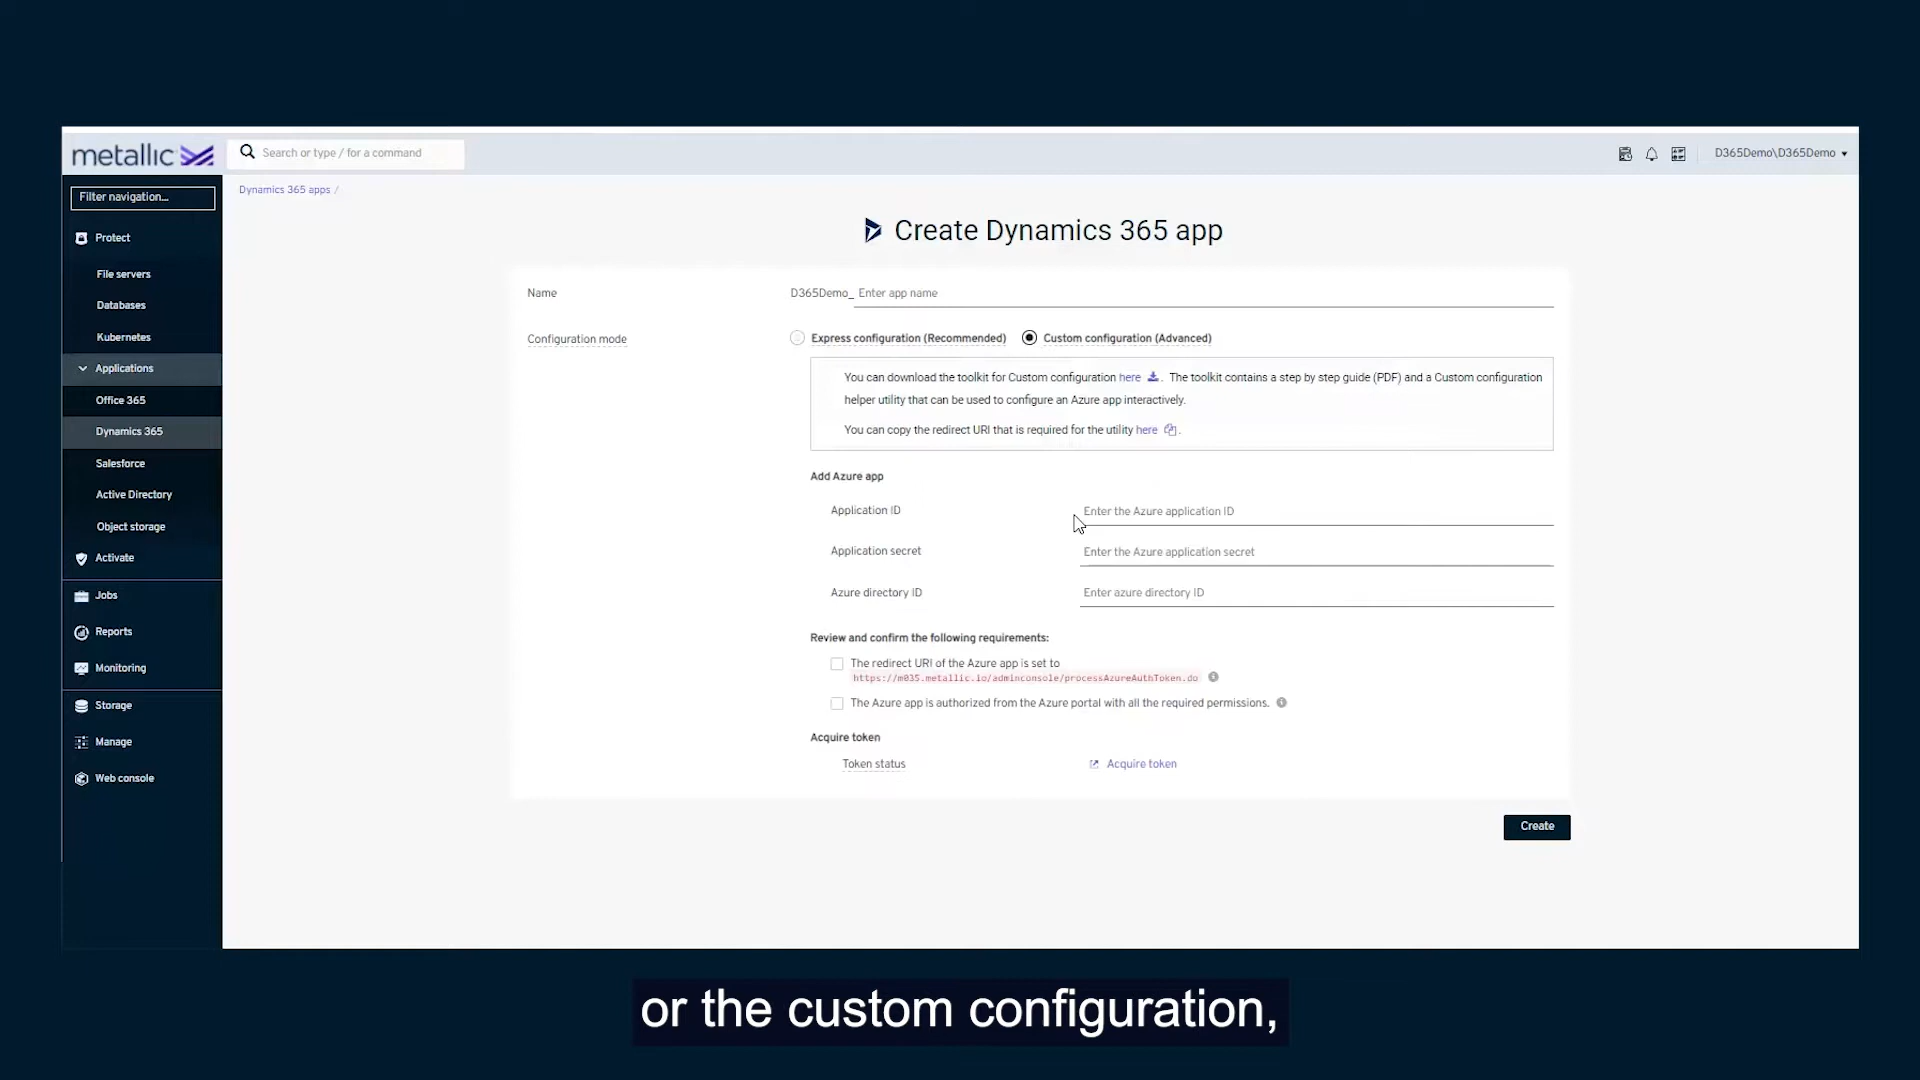 metallic
Search or type / for a command
D365Demo\D365Demo
Filter navigation...
Dynamics 365 apps /
Protect
File servers
Databases
Kubernetes
Applications
Office 365
Dynamics 365
Salesforce
Active Directory
Object storage
Activate
Jobs
Reports
Monitoring
Storage
Manage
Web console
Create Dynamics 365 app
Name
D365Demo_ Enter app name
Configuration mode
Express configuration (Recommended)
Custom configuration (Advanced)
You can download the toolkit for Custom configuration here . The toolkit contains a step by step guide (PDF) and a Custom configuration
helper utility that can be used to configure an Azure app interactively.
You can copy the redirect URI that is required for the utility here .
Add Azure app
Application ID
Enter the Azure application ID
Application secret
Enter the Azure application secret
Azure directory ID
Enter azure directory ID
Review and confirm the following requirements:
The redirect URI of the Azure app is set to
https://m035.metallic.io/adminconsole/processAzureAuthToken.do
The Azure app is authorized from the Azure portal with all the required permissions.
Acquire token
Token status
Acquire token
Create
or the custom configuration,